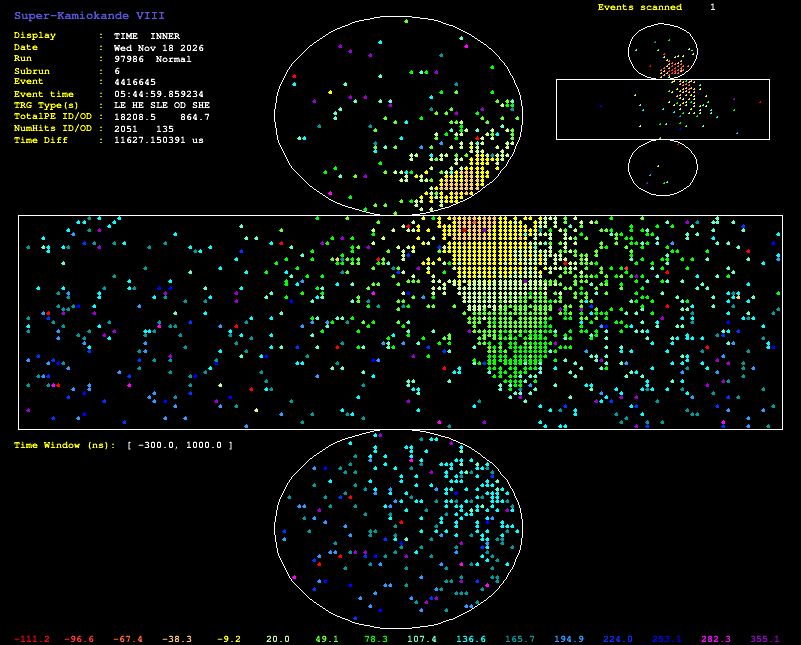 Super-Kamiokande VIII
Events scanned 1
Display : TIME INNER
Date : Wed Nov 18 2026
Run : 97986 Normal
Subrun : 6
Event : 4416645
Event time : 05:44:59.859234
TRG Type(s) : LE HE SLE OD SHE
TotalPE ID/OD : 18208.5 864.7
NumHits ID/OD : 2051 135
Time Diff : 11627.150391 us
Time Window (ns): [ -300.0, 1000.0 ]
-111.2 -96.6 -67.4 -38.3 -9.2 20.0 49.1 78.3 107.4 136.6 165.7 194.9 224.0 253.1 282.3 355.1